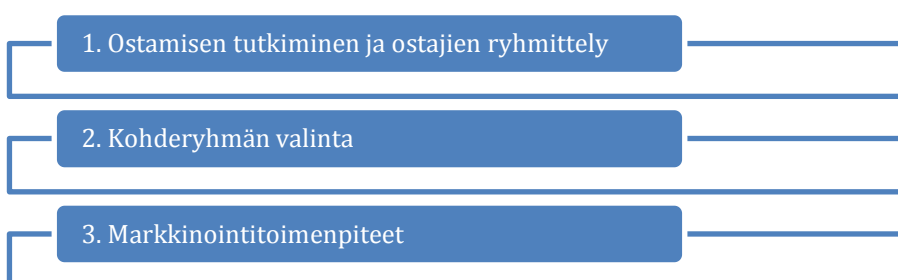 1. Ostamisen tutkiminen ja ostajien ryhmittely
2. Kohderyhmän valinta
3. Markkinointitoimenpiteet